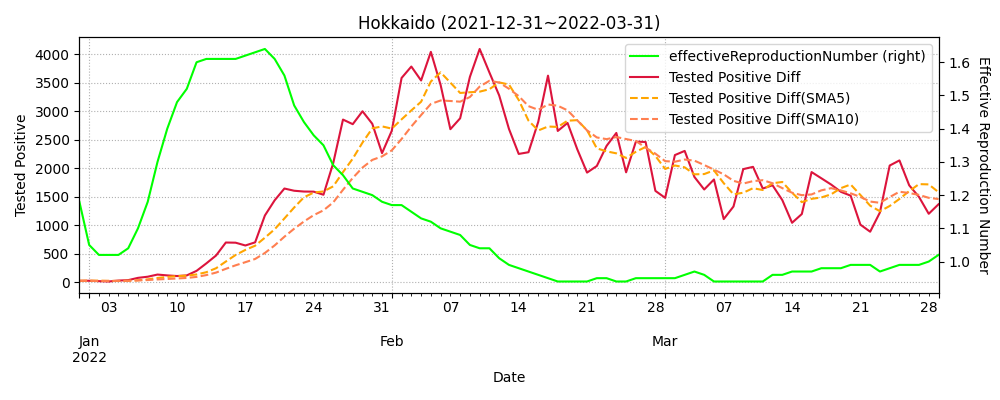 Hokkaido (2021-12-31~2022-03-31)
effectiveReproductionNumber (right)
Tested Positive Diff
Tested Positive Diff(SMA5)
Tested Positive Diff(SMA10)
Tested Positive
4000
3500
3000
2500
2000
1500
1000
500
0
Effective Reproduction Number
1.6
1.5
1.4
1.3
1.2
1.1
1.0
03 10 17 24 31 07 14 21 28 07 14 21 28
Jan Feb Mar
2022
Date